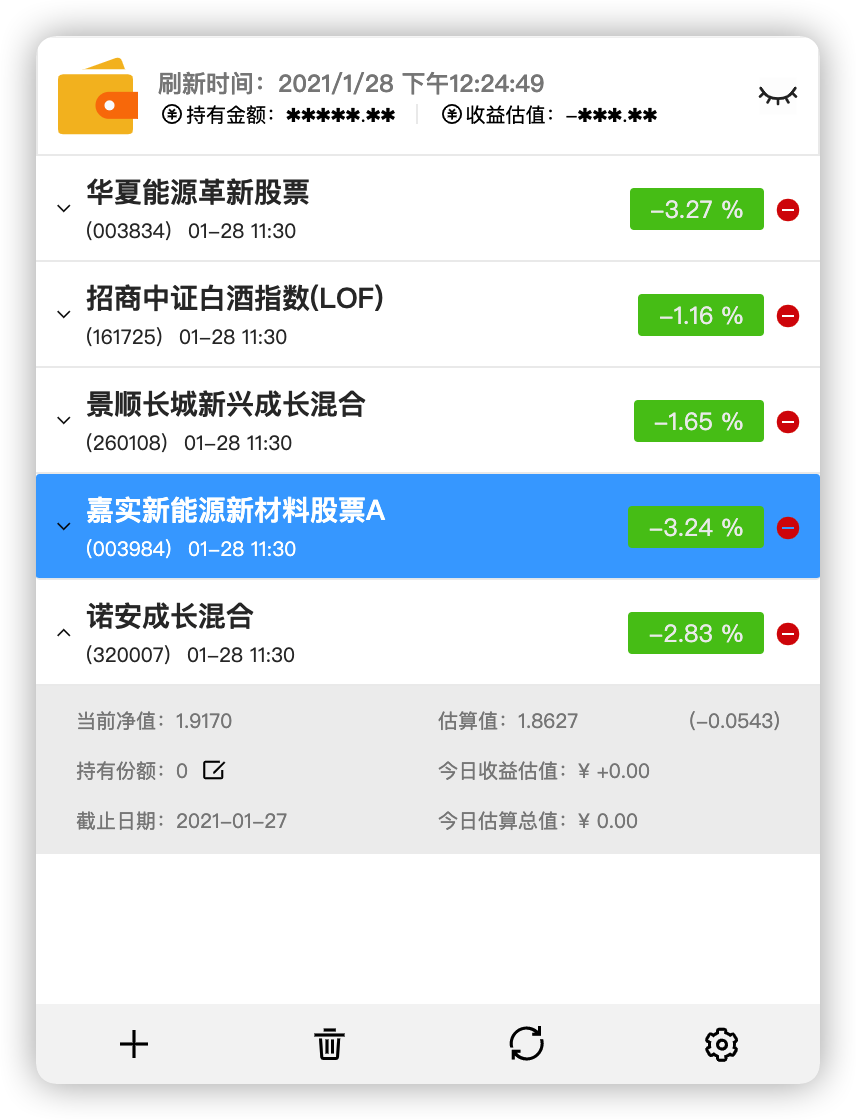 刷新时间：2021/1/28 下午12:24:49
持有金额：*****.** 收益估值：-***.**
华夏能源革新股票
(003834) 01-28 11:30
-3.27 %
招商中证白酒指数(LOF)
(161725) 01-28 11:30
-1.16 %
景顺长城新兴成长混合
(260108) 01-28 11:30
-1.65 %
嘉实新能源新材料股票A
(003984) 01-28 11:30
-3.24 %
诺安成长混合
(320007) 01-28 11:30
-2.83 %
当前净值：1.9170 估算值：1.8627 (-0.0543)
持有份额：0 今日收益估值：¥ +0.00
截止日期：2021-01-27 今日估算总值：¥ 0.00